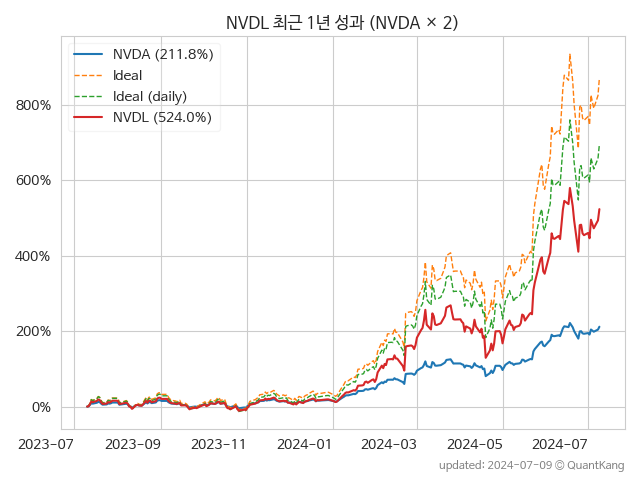 NVDL 최근 1년 성과 (NVDA × 2)
NVDA (211.8%)
Ideal
Ideal (daily)
NVDL (524.0%)
800%
600%
400%
200%
0%
2023-07 2023-09 2023-11 2024-01 2024-03 2024-05 2024-07
updated: 2024-07-09 © QuantKang